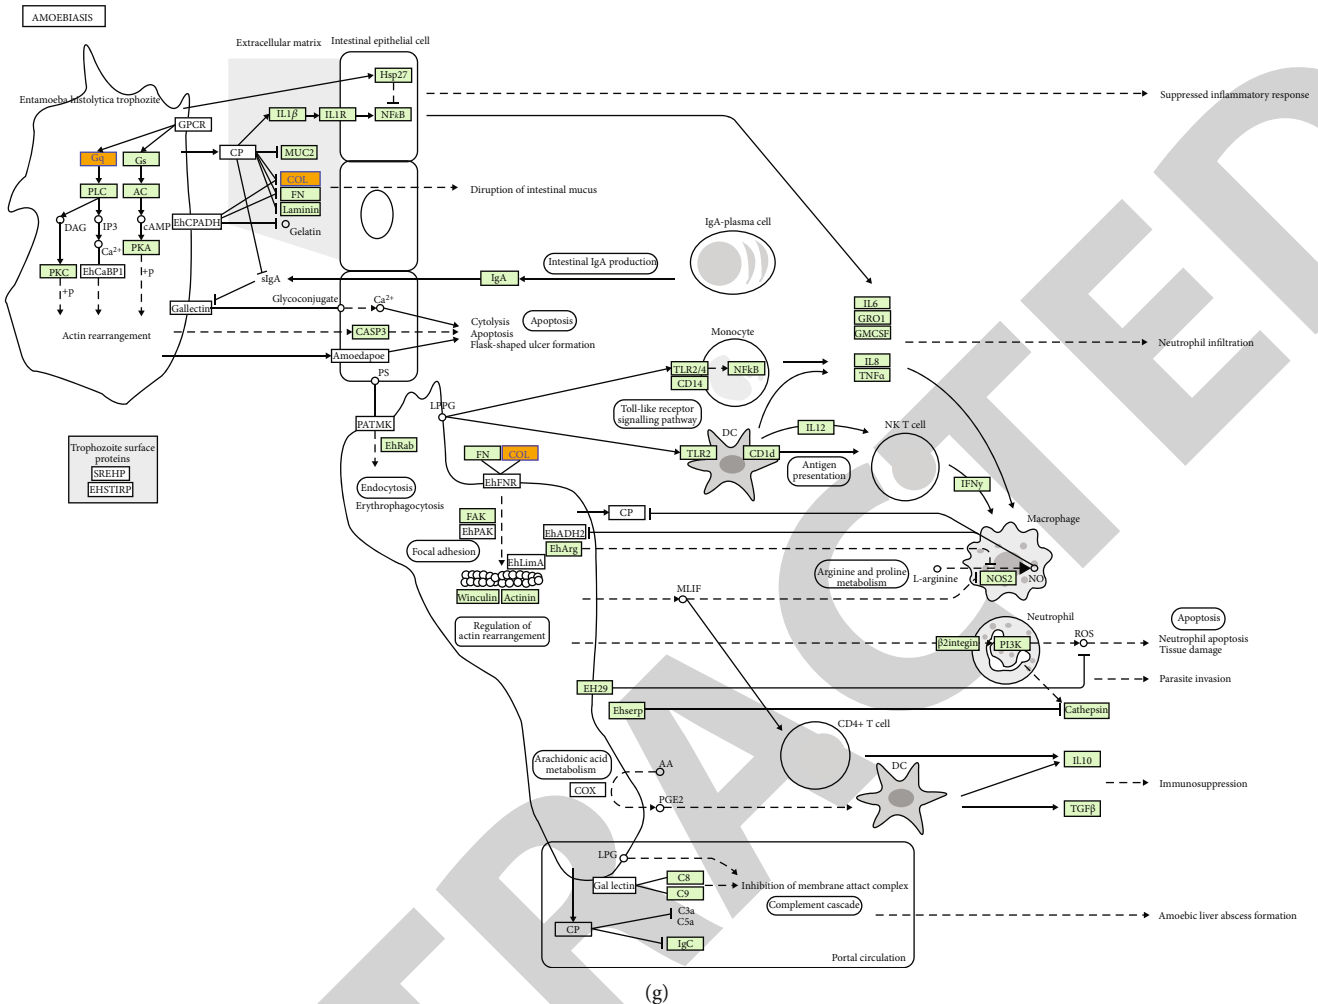 AMOEBIASIS
Extracellular matrix
Intestinal epithelial cell
Entamoeba histolytica trophozite
Hsp27
Suppressed inflammatory response
IL1β
IL1R
NFkB
GPCR
Gq
Gs
CP
MUC2
COL
FN
Laminin
Gelatin
Diruption of intestinal mucus
PLC
AC
DAG
IP3
cAMP
EhCPADH
Ca2+
PKA
PKC
EhCaBP1
+p
+p
IgA-plasma cell
sIgA
IgA
Intestinal IgA production
Gallectin
Glycoconjugate
Ca2+
Actin rearrangement
CASP3
Cytolysis
Apoptosis
Flask-shaped ulcer formation
Apoptosis
Amoedapoe
PS
IL6
GRO1
GMCSF
Neutrophil infiltration
IL8
TNFα
Monocyte
TLR2/4
CD14
NFkB
Toll-like receptor
signalling pathway
LPPG
PATMK
EhRab
Endocytosis
Erythrophagocytosis
Trophozoite surface
proteins
SREHP
EHSTIRP
FN
COL
EhFNR
DC
TLR2
CD1d
IL12
Antigen
presentation
NK T cell
IFNy
Macrophage
FAK
EhPAK
Focal adhesion
CP
EhADH2
EhArg
EhLimA
Winculin
Actinin
Regulation of
actin rearrangement
Arginine and proline
metabolism
L-arginine
NOS2
NO
MLIF
Neutrophil
β2integin
PI3K
ROS
Apoptosis
Neutrophil apoptosis
Tissue damage
Parasite invasion
EH29
Ehserp
Cathepsin
CD4+ T cell
Arachidonic acid
metabolism
AA
COX
PGE2
DC
IL10
Immunosuppression
TGFβ
LPG
Gal lectin
C8
C9
Inhibition of membrane attact complex
Complement cascade
C3a
C5a
CP
IgC
Amoebic liver abscess formation
Portal circulation
(g)
TRACTED